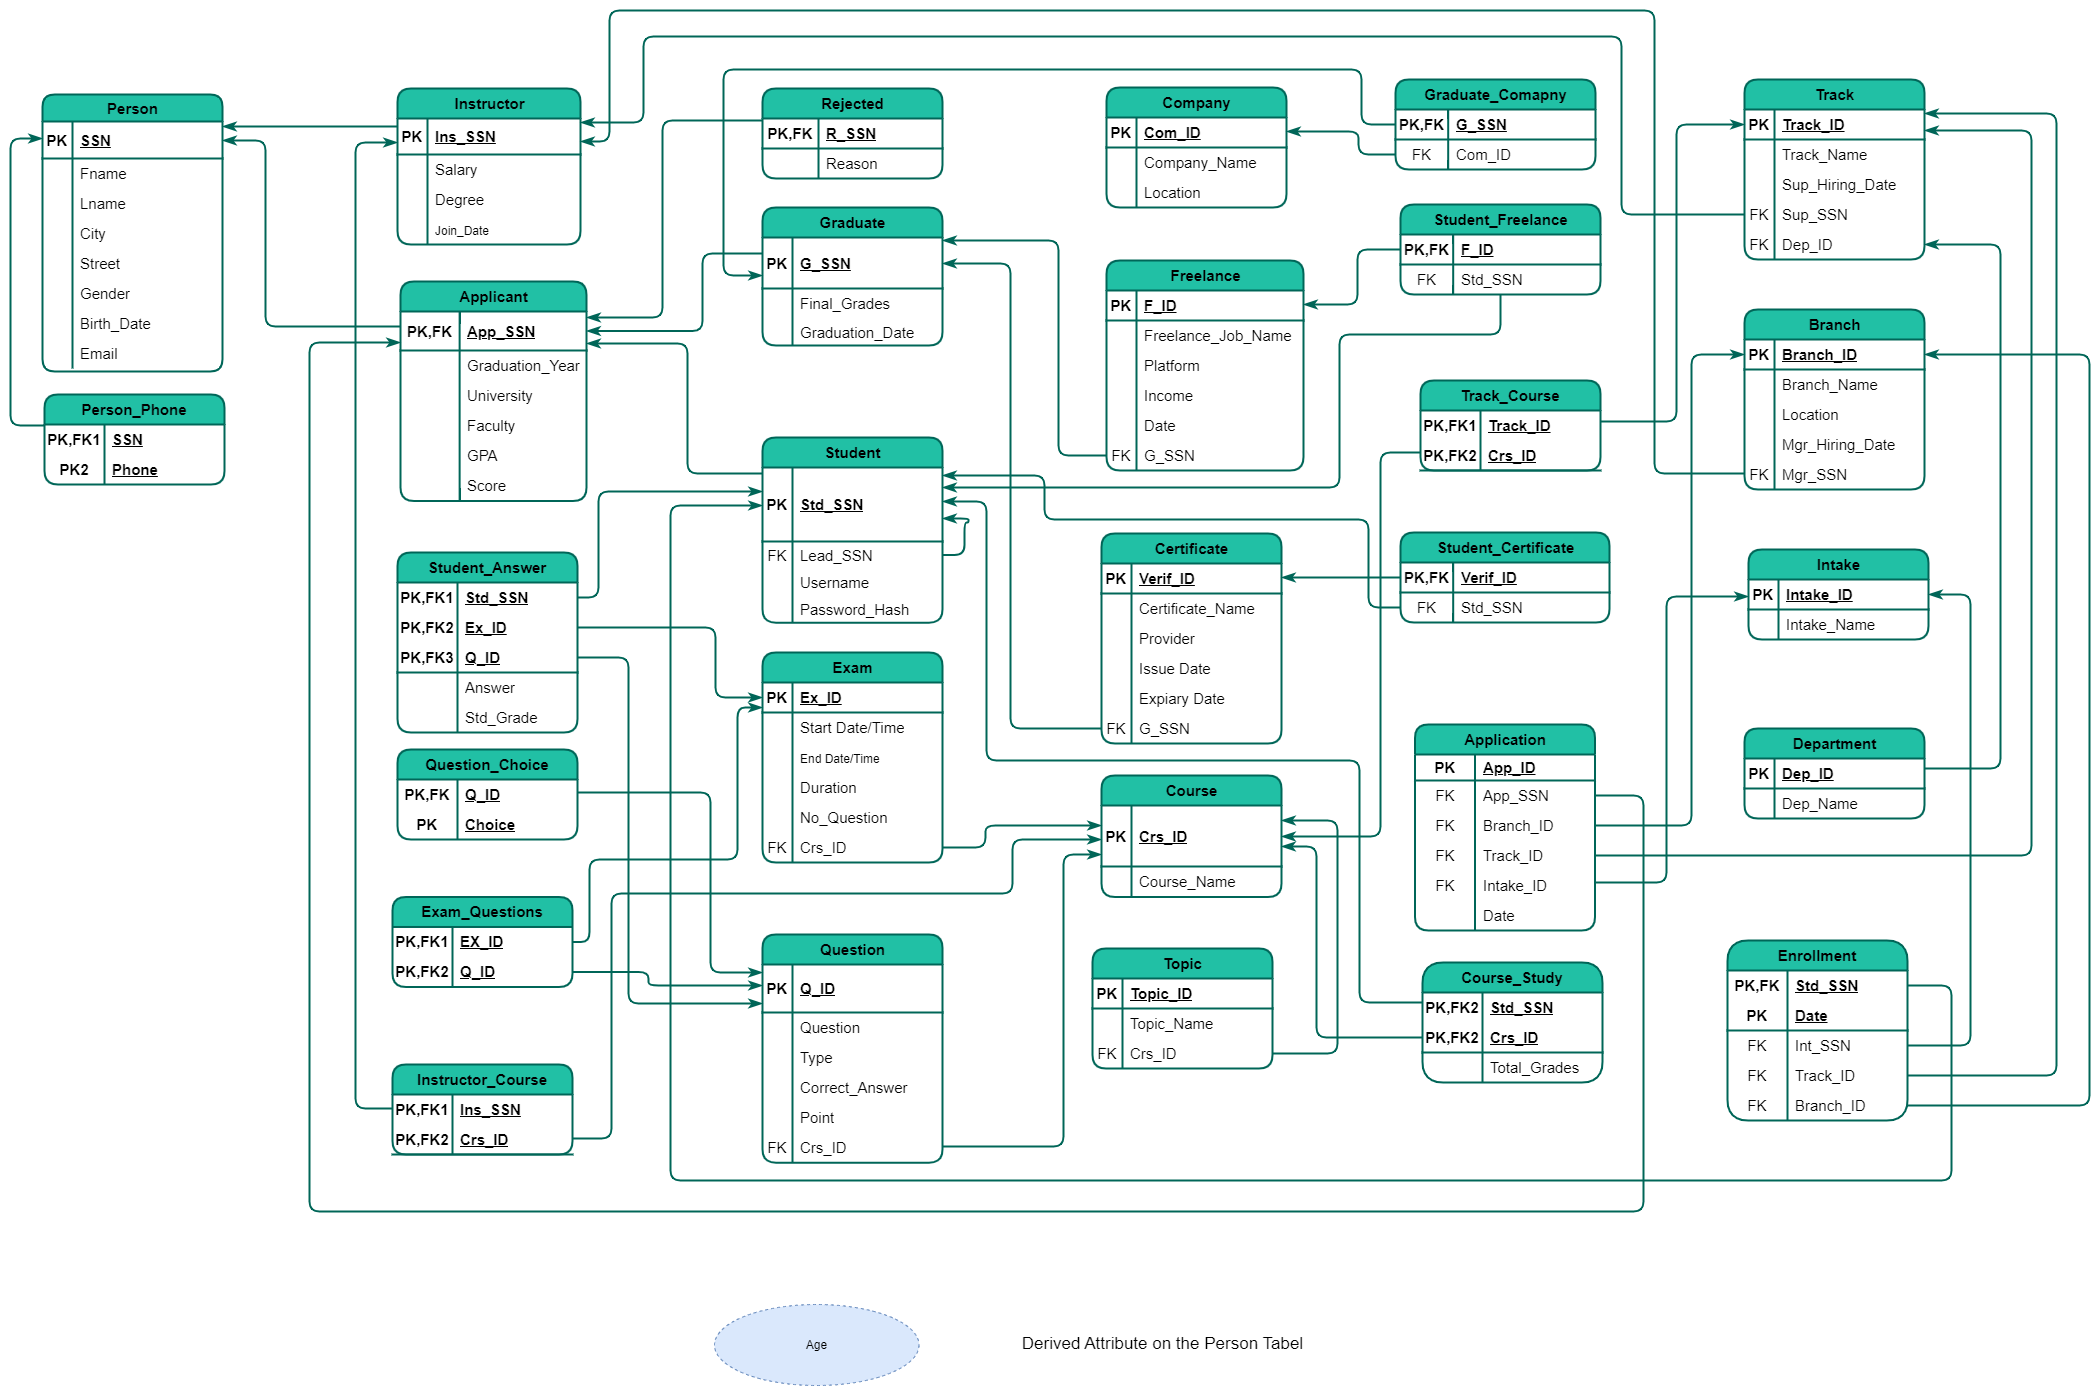 Person
PK SSN
Fname
Lname
City
Street
Gender
Birth_Date
Email
Person_Phone
PK,FK1 SSN
PK2 Phone
Instructor
PK Ins_SSN
Salary
Degree
Join_Date
Applicant
PK,FK App_SSN
Graduation_Year
University
Faculty
GPA
Score
Student_Answer
PK,FK1 Std_SSN
PK,FK2 Ex_ID
PK,FK3 Q_ID
Answer
Std_Grade
Question_Choice
PK,FK Q_ID
PK Choice
Exam_Questions
PK,FK1 EX_ID
PK,FK2 Q_ID
Instructor_Course
PK,FK1 Ins_SSN
PK,FK2 Crs_ID
Rejected
PK,FK R_SSN
Reason
Graduate
PK G_SSN
Final_Grades
Graduation_Date
Student
PK Std_SSN
FK Lead_SSN
Username
Password_Hash
Exam
PK Ex_ID
Start Date/Time
End Date/Time
Duration
No_Question
FK Crs_ID
Question
PK Q_ID
Question
Type
Correct_Answer
Point
FK Crs_ID
Company
PK Com_ID
Company_Name
Location
Freelance
PK F_ID
Freelance_Job_Name
Platform
Income
Date
FK G_SSN
Certificate
PK Verif_ID
Certificate_Name
Provider
Issue Date
Expiary Date
FK G_SSN
Course
PK Crs_ID
Course_Name
Topic
PK Topic_ID
Topic_Name
FK Crs_ID
Graduate_Comapny
PK,FK G_SSN
FK Com_ID
Student_Freelance
PK,FK F_ID
FK Std_SSN
Track_Course
PK,FK1 Track_ID
PK,FK2 Crs_ID
Student_Certificate
PK,FK Verif_ID
FK Std_SSN
Application
PK App_ID
FK App_SSN
FK Branch_ID
FK Track_ID
FK Intake_ID
Date
Course_Study
PK,FK2 Std_SSN
PK,FK2 Crs_ID
Total_Grades
Track
PK Track_ID
Track_Name
Sup_Hiring_Date
FK Sup_SSN
FK Dep_ID
Branch
PK Branch_ID
Branch_Name
Location
Mgr_Hiring_Date
FK Mgr_SSN
Intake
PK Intake_ID
Intake_Name
Department
PK Dep_ID
Dep_Name
Enrollment
PK,FK Std_SSN
PK Date
FK Int_SSN
FK Track_ID
FK Branch_ID
Age
Derived Attribute on the Person Tabel